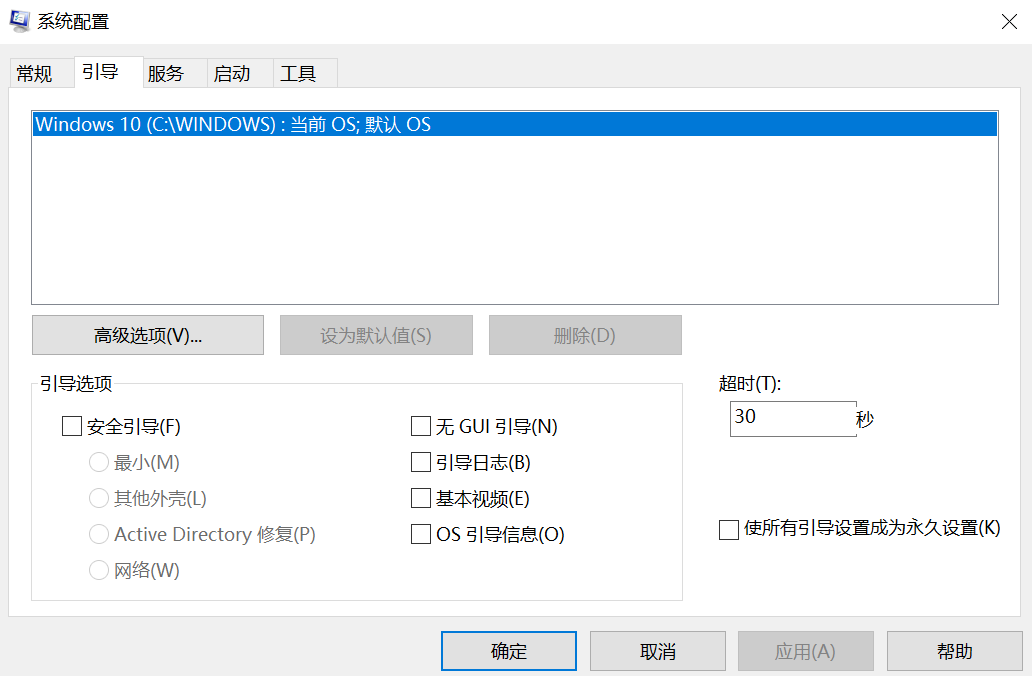 系统配置
常规 引导 服务 启动 工具
Windows 10 (C:\WINDOWS) : 当前 OS; 默认 OS
高级选项(V)... 设为默认值(S) 删除(D)
引导选项 超时(T):
30 秒
安全引导(F) 无 GUI 引导(N)
最小(M) 引导日志(B)
其他外壳(L) 基本视频(E)
Active Directory 修复(P) OS 引导信息(O) 使所有引导设置成为永久设置(K)
网络(W)
确定 取消 应用(A) 帮助